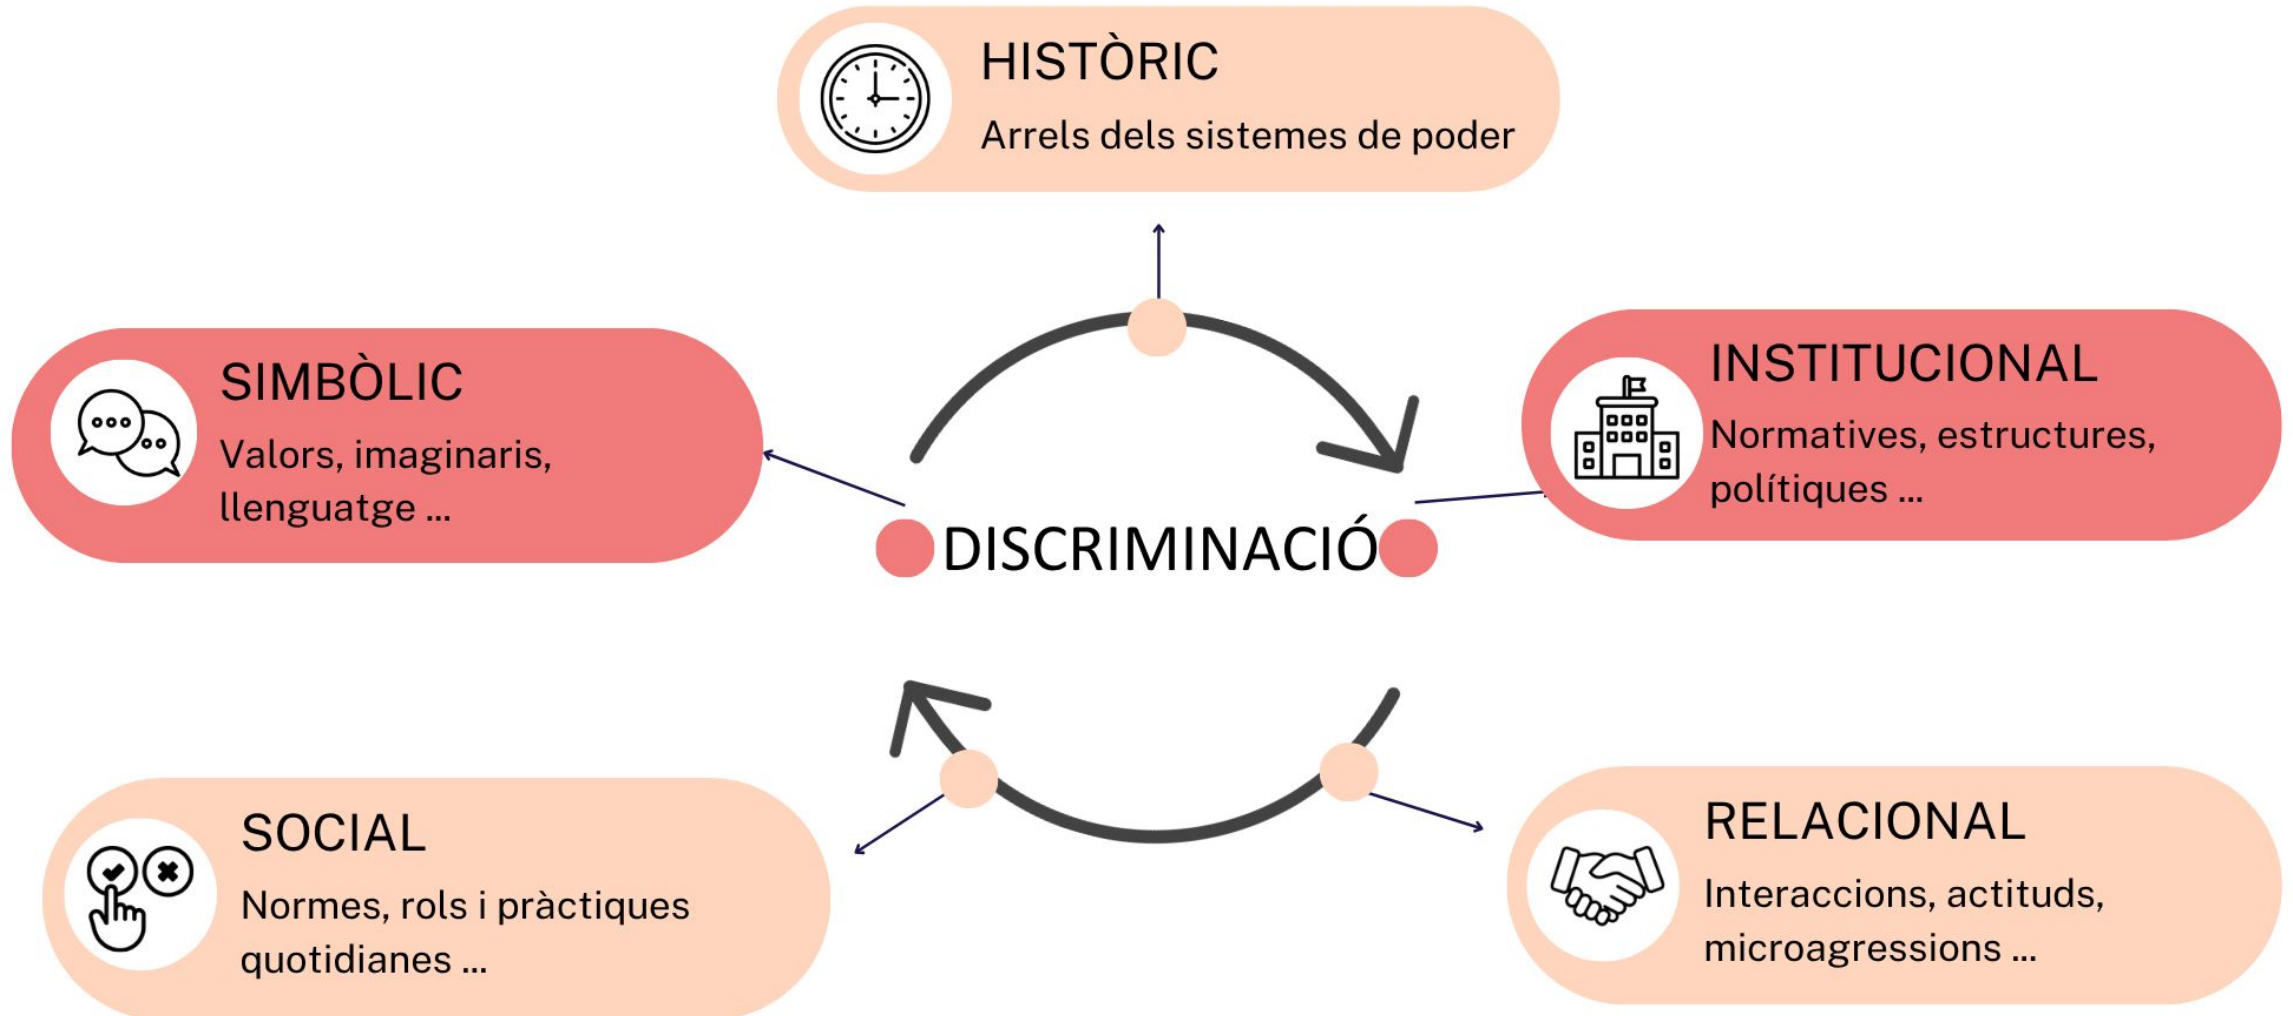 HISTÒRIC
Arrels dels sistemes de poder
SIMBÒLIC
Valors, imaginaris,
llenguatge ...
INSTITUCIONAL
Normatives, estructures,
polítiques ...
DISCRIMINACIÓ
SOCIAL
Normes, rols i pràctiques
quotidianes ...
RELACIONAL
Interaccions, actituds,
microagressions ...